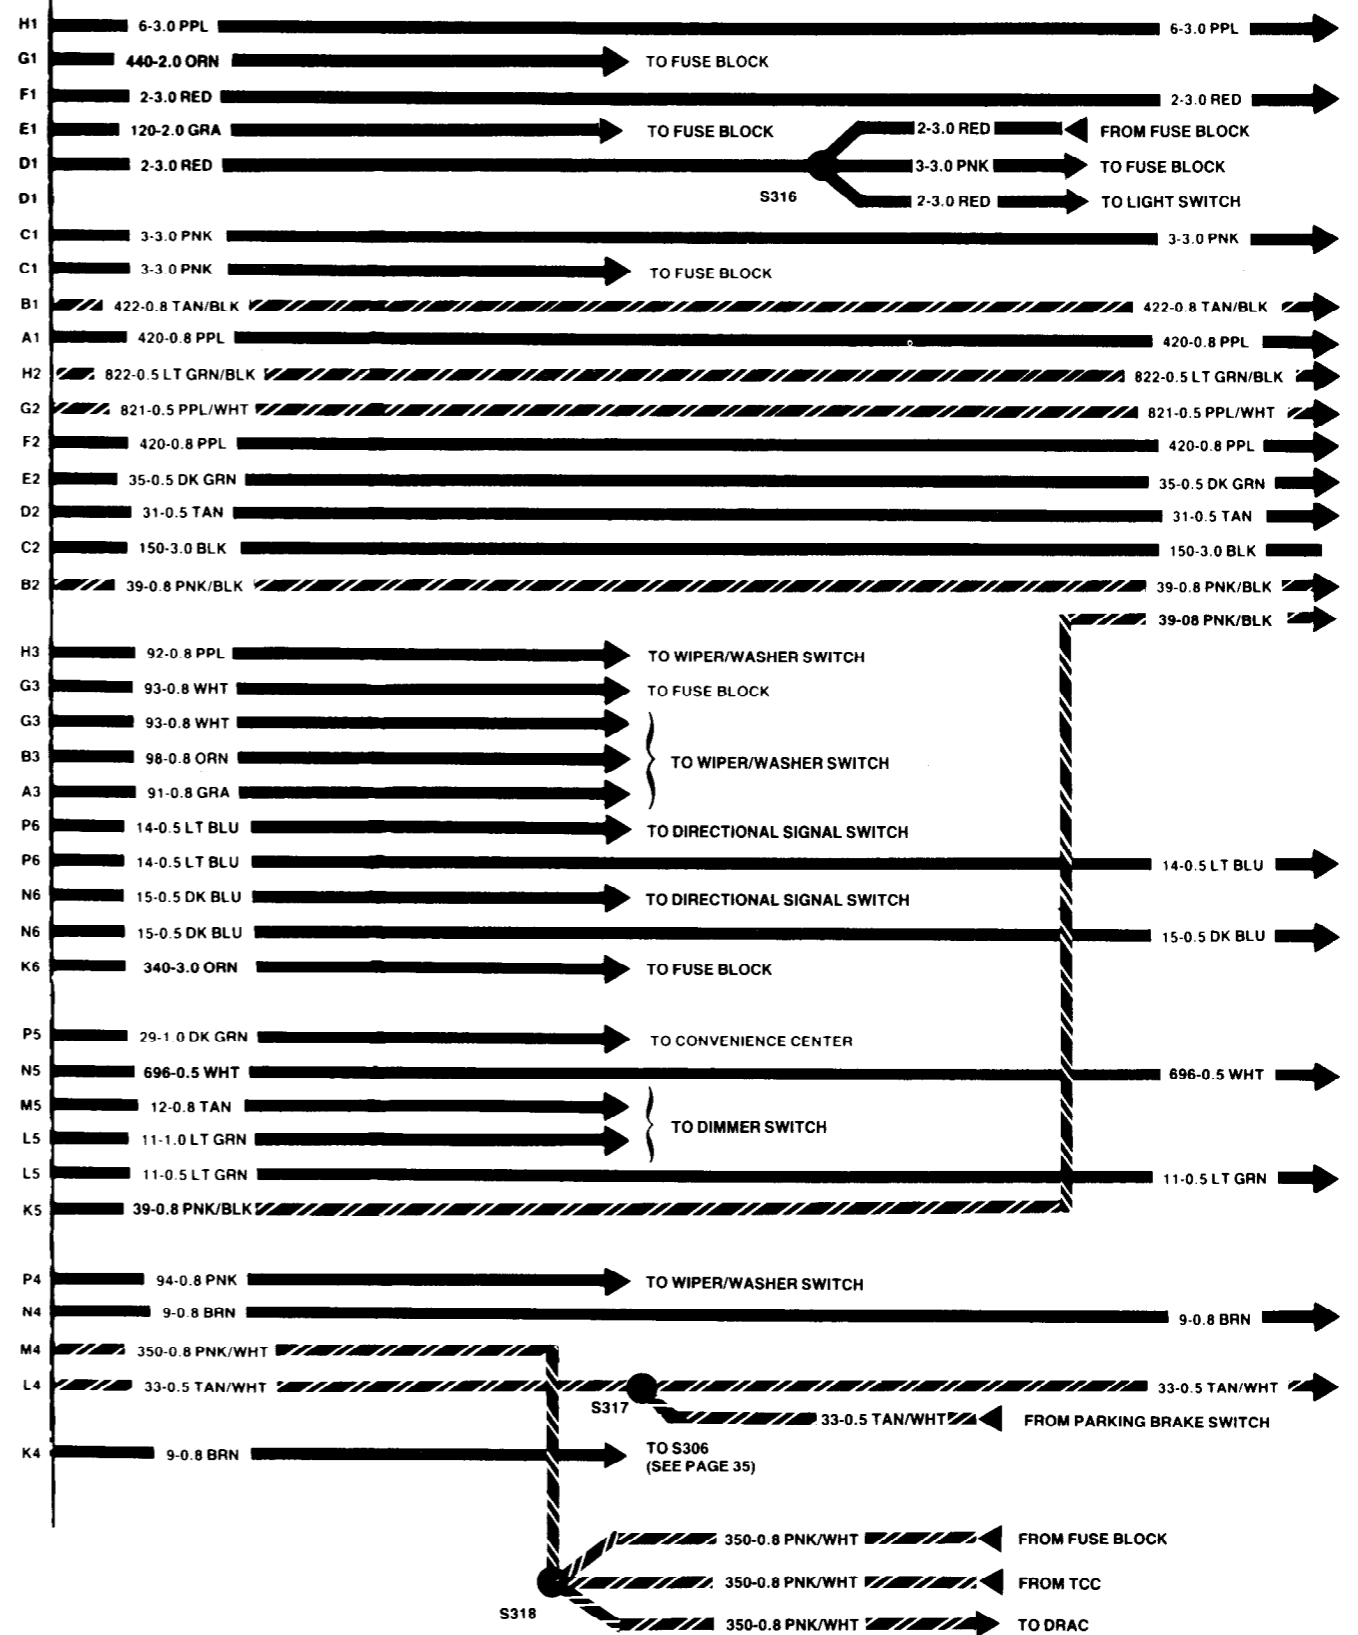 H1 6-3.0 PPL 6-3.0 PPL
G1 440-2.0 ORN TO FUSE BLOCK
F1 2-3.0 RED 2-3.0 RED
E1 120-2.0 GRA TO FUSE BLOCK 2-3.0 RED FROM FUSE BLOCK
D1 2-3.0 RED 3-3.0 PNK TO FUSE BLOCK
D1 S316 2-3.0 RED TO LIGHT SWITCH
C1 3-3.0 PNK 3-3.0 PNK
C1 3-3.0 PNK TO FUSE BLOCK
B1 422-0.8 TAN/BLK 422-0.8 TAN/BLK
A1 420-0.8 PPL 420-0.8 PPL
H2 822-0.5 LT GRN/BLK 822-0.5 LT GRN/BLK
G2 821-0.5 PPL/WHT 821-0.5 PPL/WHT
F2 420-0.8 PPL 420-0.8 PPL
E2 35-0.5 DK GRN 35-0.5 DK GRN
D2 31-0.5 TAN 31-0.5 TAN
C2 150-3.0 BLK 150-3.0 BLK
B2 39-0.8 PNK/BLK 39-0.8 PNK/BLK
39-08 PNK/BLK
H3 92-0.8 PPL TO WIPER/WASHER SWITCH
G3 93-0.8 WHT TO FUSE BLOCK
G3 93-0.8 WHT
B3 98-0.8 ORN TO WIPER/WASHER SWITCH
A3 91-0.8 GRA
P6 14-0.5 LT BLU TO DIRECTIONAL SIGNAL SWITCH
P6 14-0.5 LT BLU 14-0.5 LT BLU
N6 15-0.5 DK BLU TO DIRECTIONAL SIGNAL SWITCH
N6 15-0.5 DK BLU 15-0.5 DK BLU
K6 340-3.0 ORN TO FUSE BLOCK
P5 29-1.0 DK GRN TO CONVENIENCE CENTER
N5 696-0.5 WHT 696-0.5 WHT
M5 12-0.8 TAN TO DIMMER SWITCH
L5 11-1.0 LT GRN
L5 11-0.5 LT GRN 11-0.5 LT GRN
K5 39-0.8 PNK/BLK
P4 94-0.8 PNK TO WIPER/WASHER SWITCH
N4 9-0.8 BRN 9-0.8 BRN
M4 350-0.8 PNK/WHT
L4 33-0.5 TAN/WHT 33-0.5 TAN/WHT
S317 33-0.5 TAN/WHT FROM PARKING BRAKE SWITCH
K4 9-0.8 BRN TO S306
(SEE PAGE 35)
350-0.8 PNK/WHT FROM FUSE BLOCK
350-0.8 PNK/WHT FROM TCC
S318 350-0.8 PNK/WHT TO DRAC